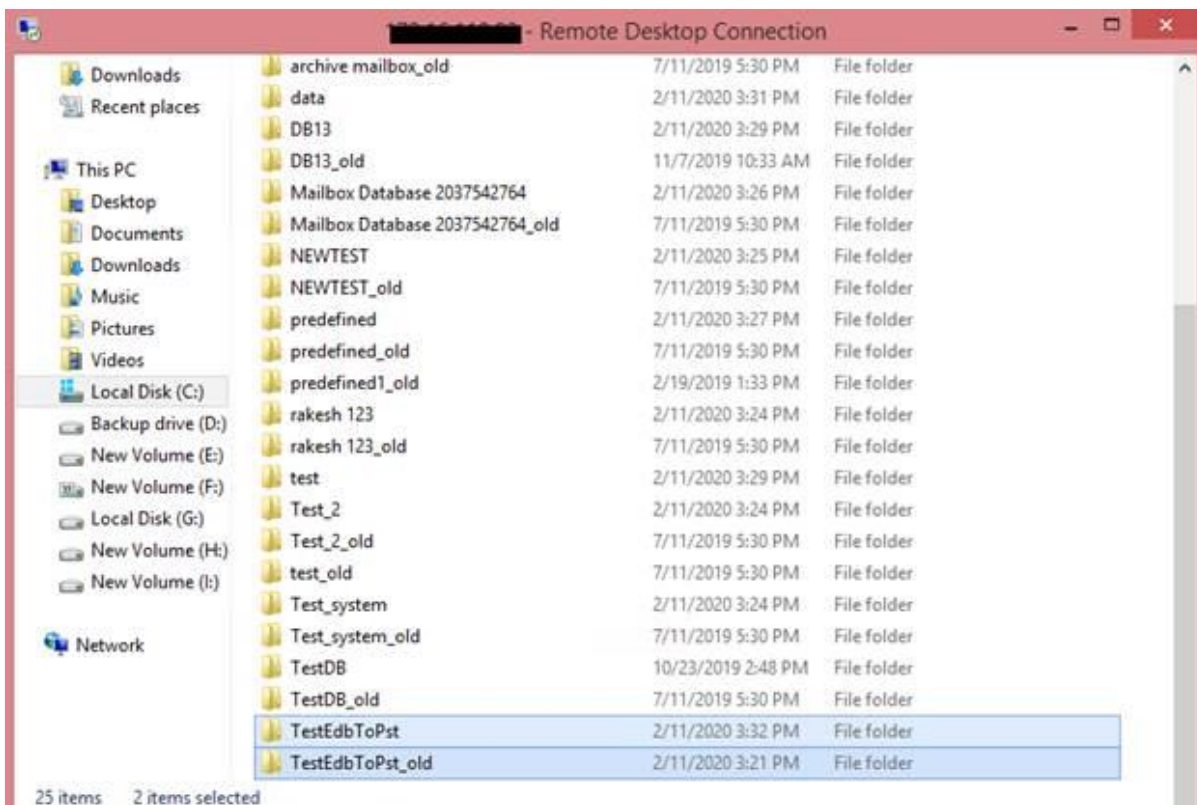 - Remote Desktop Connection
Downloads
Recent places
This PC
Desktop
Documents
Downloads
Music
Pictures
Videos
Local Disk (C:)
Backup drive (D:)
New Volume (E:)
New Volume (F:)
Local Disk (G:)
New Volume (H:)
New Volume (I:)
Network
archive mailbox_old 7/11/2019 5:30 PM File folder
data 2/11/2020 3:31 PM File folder
DB13 2/11/2020 3:29 PM File folder
DB13_old 11/7/2019 10:33 AM File folder
Mailbox Database 2037542764 2/11/2020 3:26 PM File folder
Mailbox Database 2037542764_old 7/11/2019 5:30 PM File folder
NEWTEST 2/11/2020 3:25 PM File folder
NEWTEST_old 7/11/2019 5:30 PM File folder
predefined 2/11/2020 3:27 PM File folder
predefined_old 7/11/2019 5:30 PM File folder
predefined1_old 2/19/2019 1:33 PM File folder
rakesh 123 2/11/2020 3:24 PM File folder
rakesh 123_old 7/11/2019 5:30 PM File folder
test 2/11/2020 3:29 PM File folder
Test_2 2/11/2020 3:24 PM File folder
Test_2_old 7/11/2019 5:30 PM File folder
test_old 7/11/2019 5:30 PM File folder
Test_system 2/11/2020 3:24 PM File folder
Test_system_old 7/11/2019 5:30 PM File folder
TestDB 10/23/2019 2:48 PM File folder
TestDB_old 7/11/2019 5:30 PM File folder
TestEdbToPst 2/11/2020 3:32 PM File folder
TestEdbToPst_old 2/11/2020 3:21 PM File folder
25 items 2 items selected